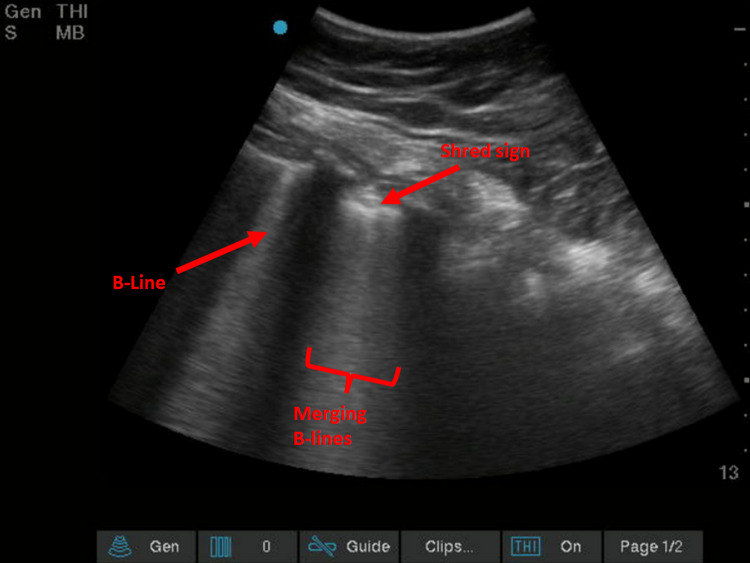 Gen THI
S MB
Shred sign
B-Line
Merging
B-lines
13
Gen
0
Guide
Clips...
THI
On
Page 1/2